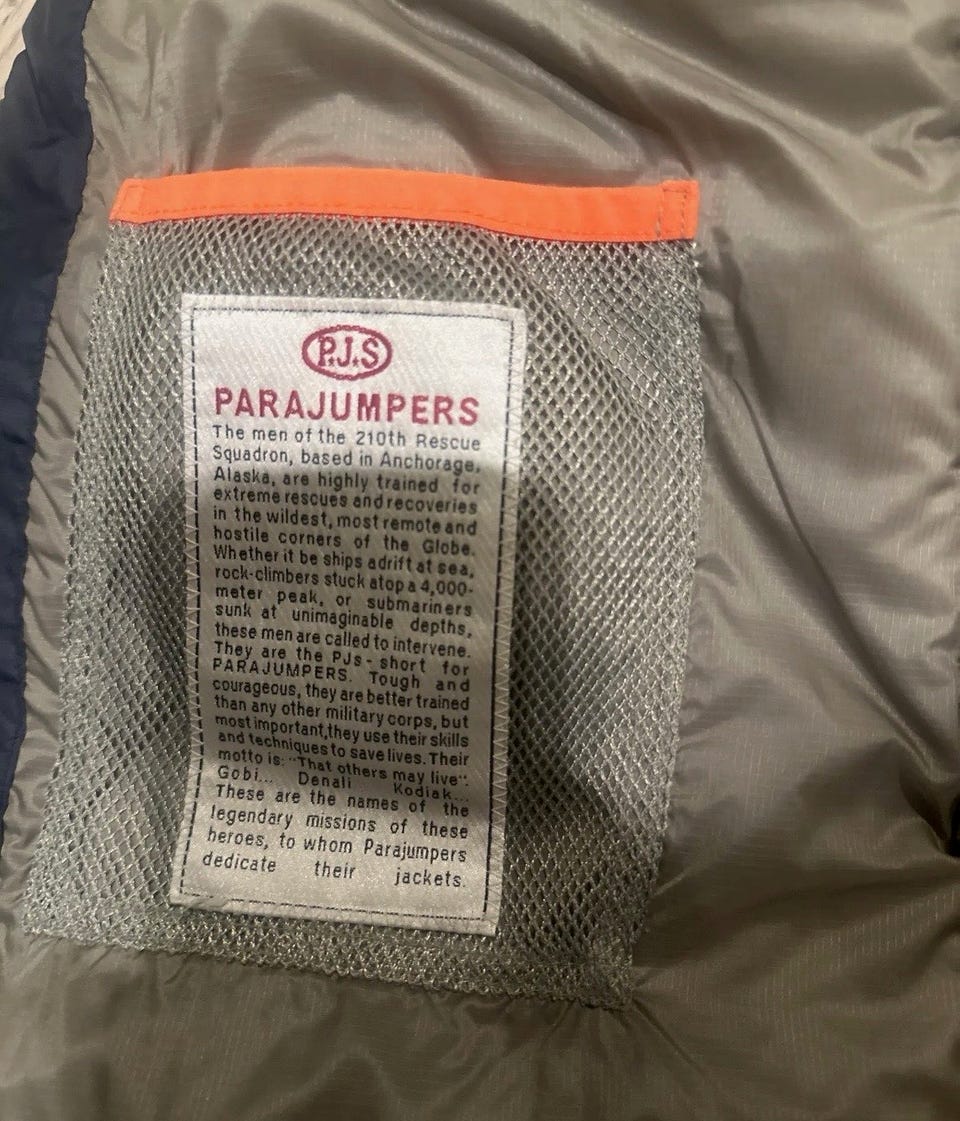 P.J.S
PARAJUMPERS
The men of the 210th Rescue
Squadron, based in Anchorage,
Alaska, are highly trained for
extreme rescues and recoveries
in the wildest, most remote and
hostile corners of the Globe.
Whether it be ships adrift at sea,
rock-climbers stuck atop a 4,000-
meter peak, or submariners
sunk at unimaginable depths,
these men are called to intervene.
They are the PJs - short for
PARAJUMPERS. Tough and
courageous, they are better trained
than any other military corps, but
most important,they use their skills
and techniques to save lives. Their
motto is: "That others may live".
Gobi... Denali Kodiak...
These are the names of the
legendary missions of these
heroes, to whom Parajumpers
dedicate their jackets.